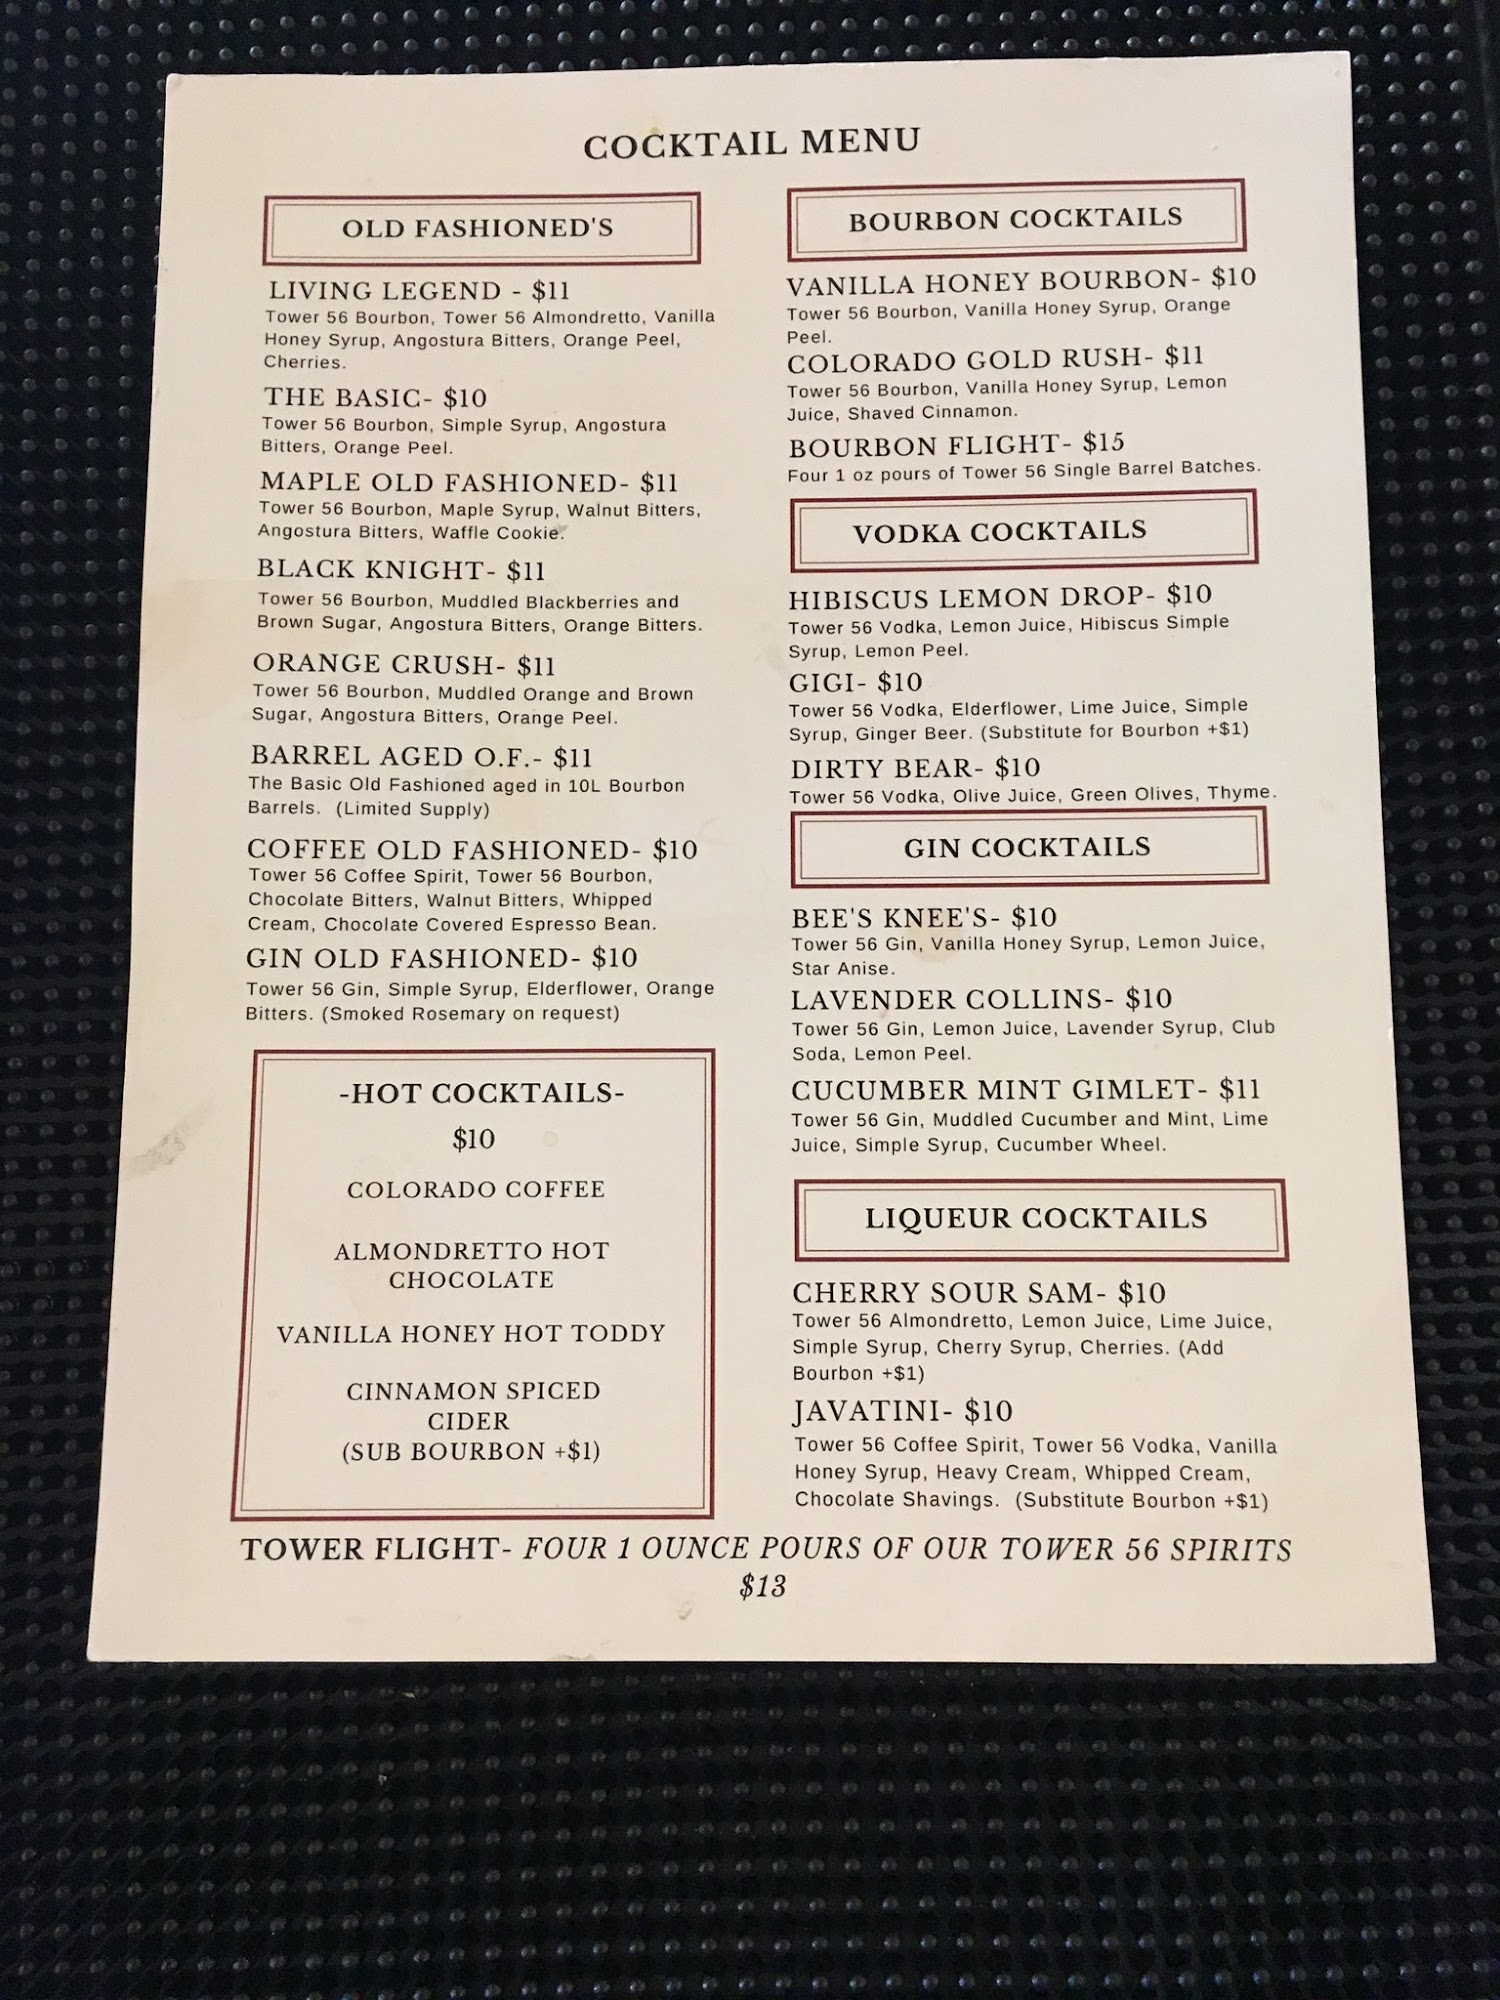 COCKTAIL MENU
OLD FASHIONED'S
LIVING LEGEND - $11
Tower 56 Bourbon, Tower 56 Almondretto, Vanilla
Honey Syrup, Angostura Bitters, Orange Peel,
Cherries.
THE BASIC- $10
Tower 56 Bourbon, Simple Syrup, Angostura
Bitters, Orange Peel.
MAPLE OLD FASHIONED- $11
Tower 56 Bourbon, Maple Syrup, Walnut Bitters,
Angostura Bitters, Waffle Cookie.
BLACK KNIGHT- $11
Tower 56 Bourbon, Muddled Blackberries and
Brown Sugar, Angostura Bitters, Orange Bitters.
ORANGE CRUSH- $11
Tower 56 Bourbon, Muddled Orange and Brown
Sugar, Angostura Bitters, Orange Peel.
BARREL AGED O.F.- $11
The Basic Old Fashioned aged in 10L Bourbon
Barrels. (Limited Supply)
COFFEE OLD FASHIONED- $10
Tower 56 Coffee Spirit, Tower 56 Bourbon,
Chocolate Bitters, Walnut Bitters, Whipped
Cream, Chocolate Covered Espresso Bean.
GIN OLD FASHIONED- $10
Tower 56 Gin, Simple Syrup, Elderflower, Orange
Bitters. (Smoked Rosemary on request)
-HOT COCKTAILS-
$10
COLORADO COFFEE
ALMONDRETTO HOT
CHOCOLATE
VANILLA HONEY HOT TODDY
CINNAMON SPICED
CIDER
(SUB BOURBON +$1)
BOURBON COCKTAILS
VANILLA HONEY BOURBON- $10
Tower 56 Bourbon, Vanilla Honey Syrup, Orange
Peel.
COLORADO GOLD RUSH- $11
Tower 56 Bourbon, Vanilla Honey Syrup, Lemon
Juice, Shaved Cinnamon.
BOURBON FLIGHT- $15
Four 1 oz pours of Tower 56 Single Barrel Batches.
VODKA COCKTAILS
HIBISCUS LEMON DROP- $10
Tower 56 Vodka, Lemon Juice, Hibiscus Simple
Syrup, Lemon Peel.
GIGI- $10
Tower 56 Vodka, Elderflower, Lime Juice, Simple
Syrup, Ginger Beer. (Substitute for Bourbon +$1)
DIRTY BEAR- $10
Tower 56 Vodka, Olive Juice, Green Olives, Thyme.
GIN COCKTAILS
BEE'S KNEE'S- $10
Tower 56 Gin, Vanilla Honey Syrup, Lemon Juice,
Star Anise.
LAVENDER COLLINS- $10
Tower 56 Gin, Lemon Juice, Lavender Syrup, Club
Soda, Lemon Peel.
CUCUMBER MINT GIMLET- $11
Tower 56 Gin, Muddled Cucumber and Mint, Lime
Juice, Simple Syrup, Cucumber Wheel.
LIQUEUR COCKTAILS
CHERRY SOUR SAM- $10
Tower 56 Almondretto, Lemon Juice, Lime Juice,
Simple Syrup, Cherry Syrup, Cherries. (Add
Bourbon +$1)
JAVATINI- $10
Tower 56 Coffee Spirit, Tower 56 Vodka, Vanilla
Honey Syrup, Heavy Cream, Whipped Cream,
Chocolate Shavings. (Substitute Bourbon +$1)
TOWER FLIGHT- FOUR 1 OUNCE POURS OF OUR TOWER 56 SPIRITS
$13